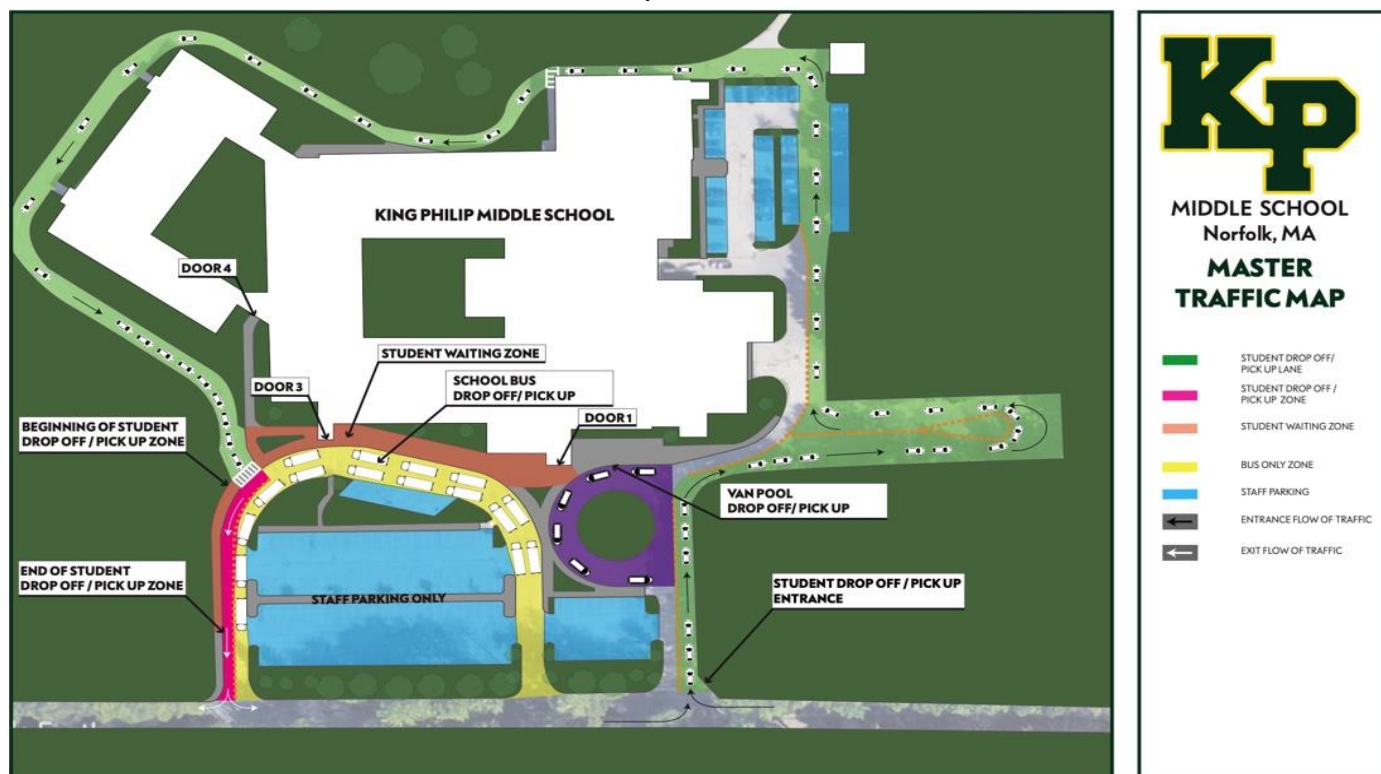 KING PHILIP MIDDLE SCHOOL
DOOR 4
STUDENT WAITING ZONE
DOOR 3
SCHOOL BUS
DROP OFF/ PICK UP
DOOR 1
BEGINNING OF STUDENT
DROP OFF / PICK UP ZONE
VAN POOL
DROP OFF/ PICK UP
END OF STUDENT
DROP OFF / PICK UP ZONE
STAFF PARKING ONLY
STUDENT DROP OFF / PICK UP
ENTRANCE
KP
MIDDLE SCHOOL
Norfolk, MA
MASTER
TRAFFIC MAP
STUDENT DROP OFF/
PICK UP LANE
STUDENT DROP OFF /
PICK UP ZONE
STUDENT WAITING ZONE
BUS ONLY ZONE
STAFF PARKING
ENTRANCE FLOW OF TRAFFIC
EXIT FLOW OF TRAFFIC